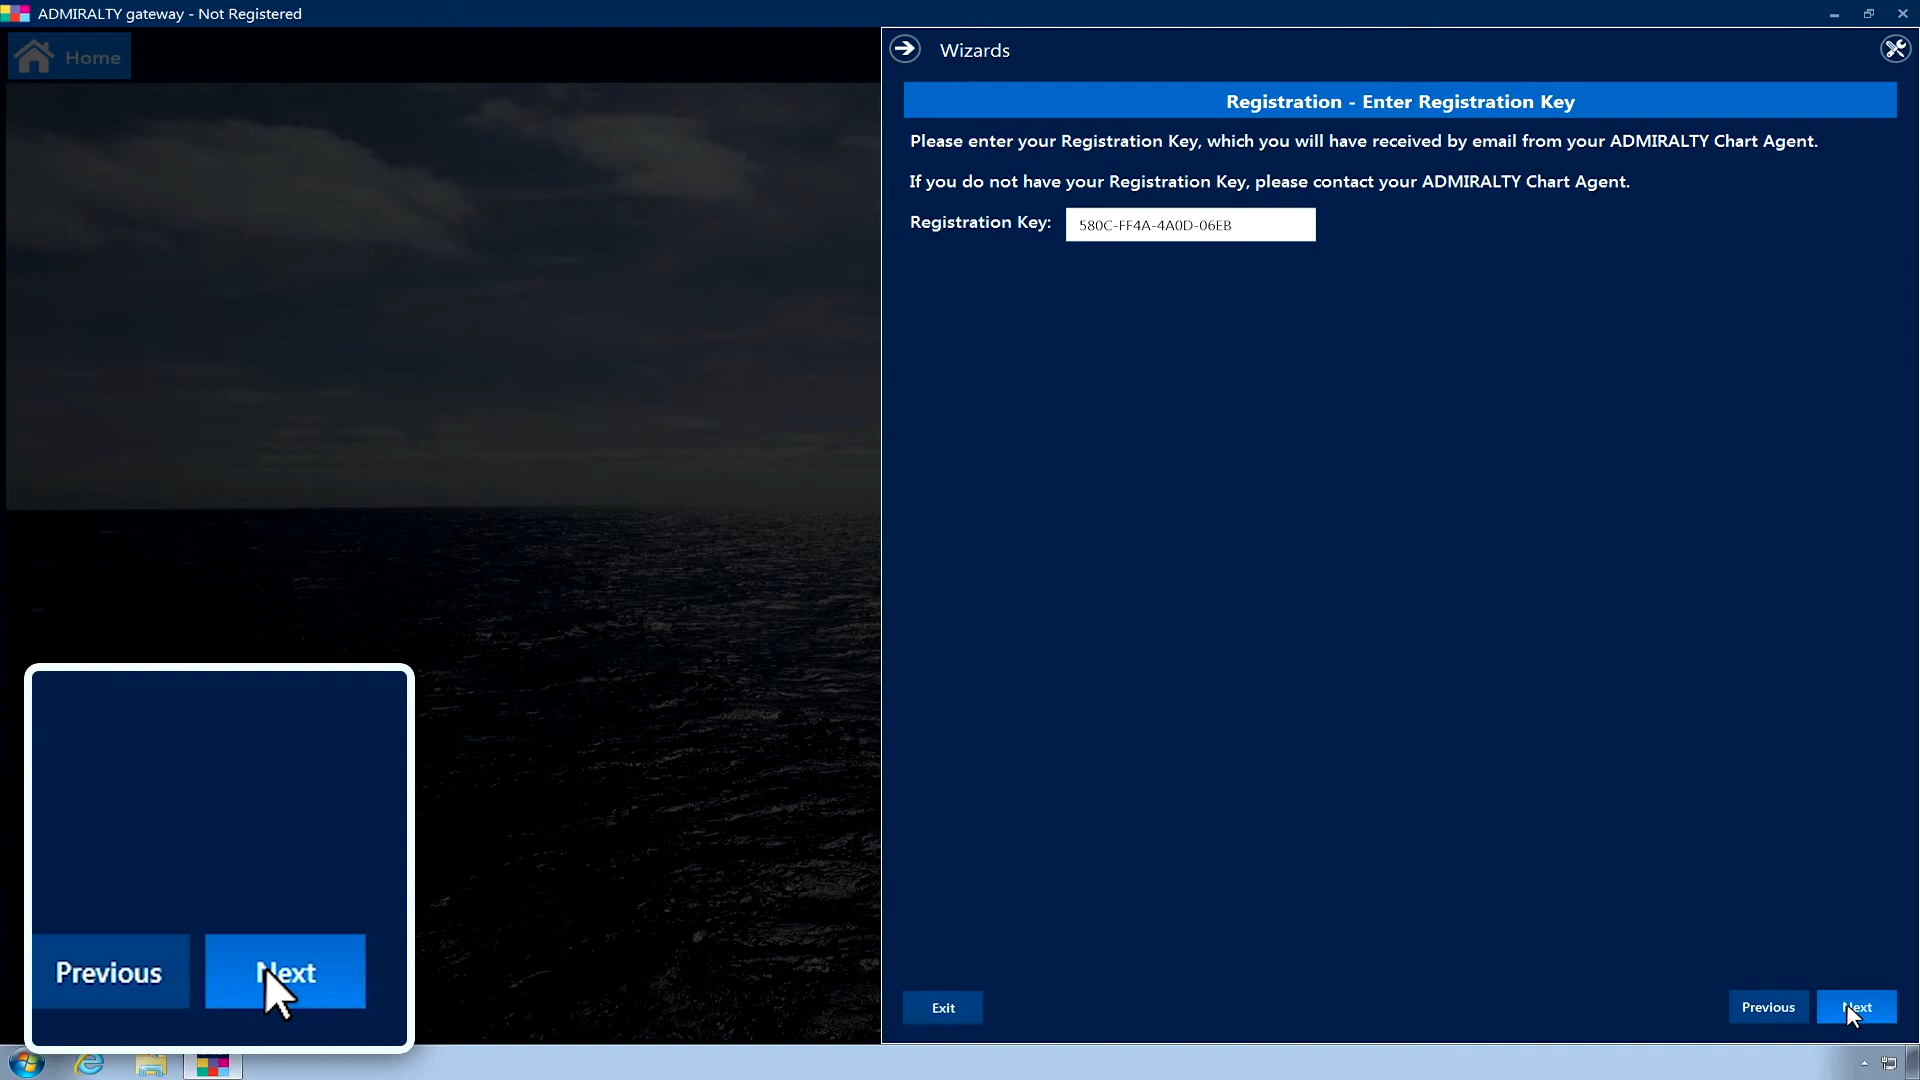 ADMIRALTY gateway - Not Registered
Home
Wizards
Registration - Enter Registration Key
Please enter your Registration Key, which you will have received by email from your ADMIRALTY Chart Agent.
If you do not have your Registration Key, please contact your ADMIRALTY Chart Agent.
Registration Key: 580C-FF4A-4A0D-06EB
Previous Next
Exit Previous Next